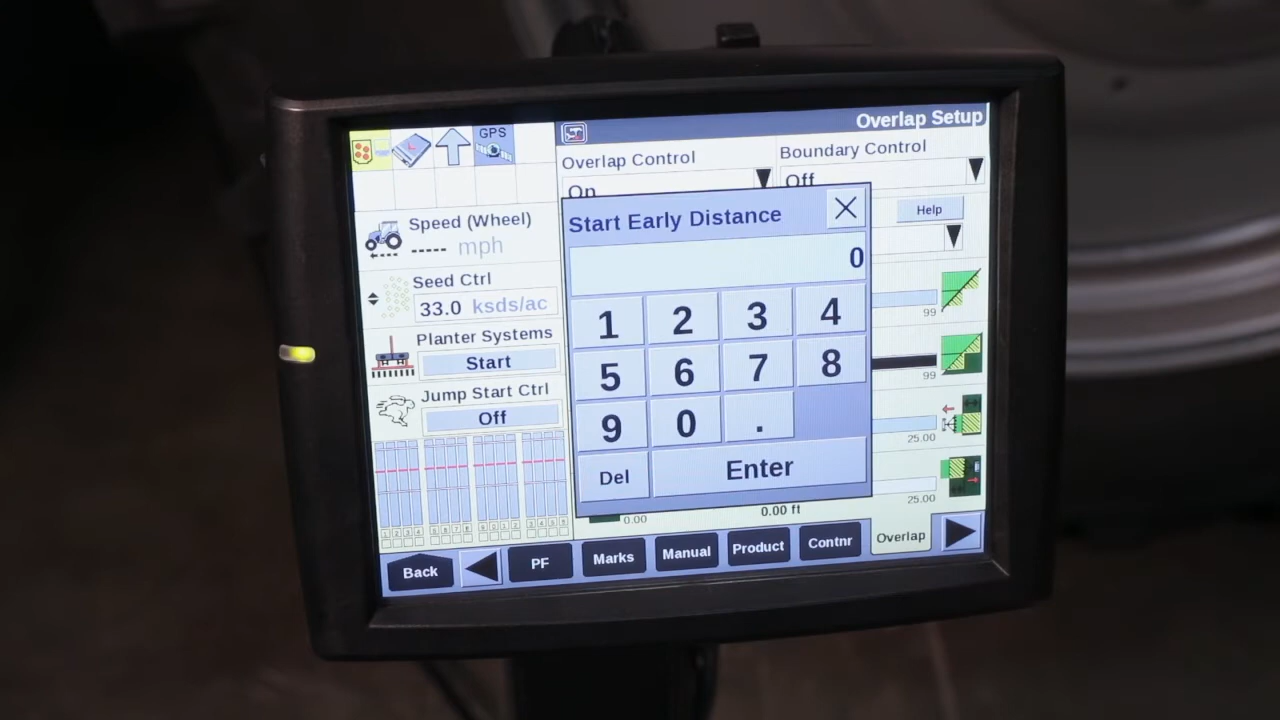 GPS
Overlap Setup
Overlap Control
Boundary Control
On
Off
Speed (Wheel)
----- mph
Start Early Distance
Help
0
Seed Ctrl
33.0 ksds/ac
1 2 3 4
99
Planter Systems
Start
5 6 7 8
99
Jump Start Ctrl
Off
9 0 .
25.00
Del Enter
25.00
0.00
0.00 ft
Back PF Marks Manual Product Contnr Overlap